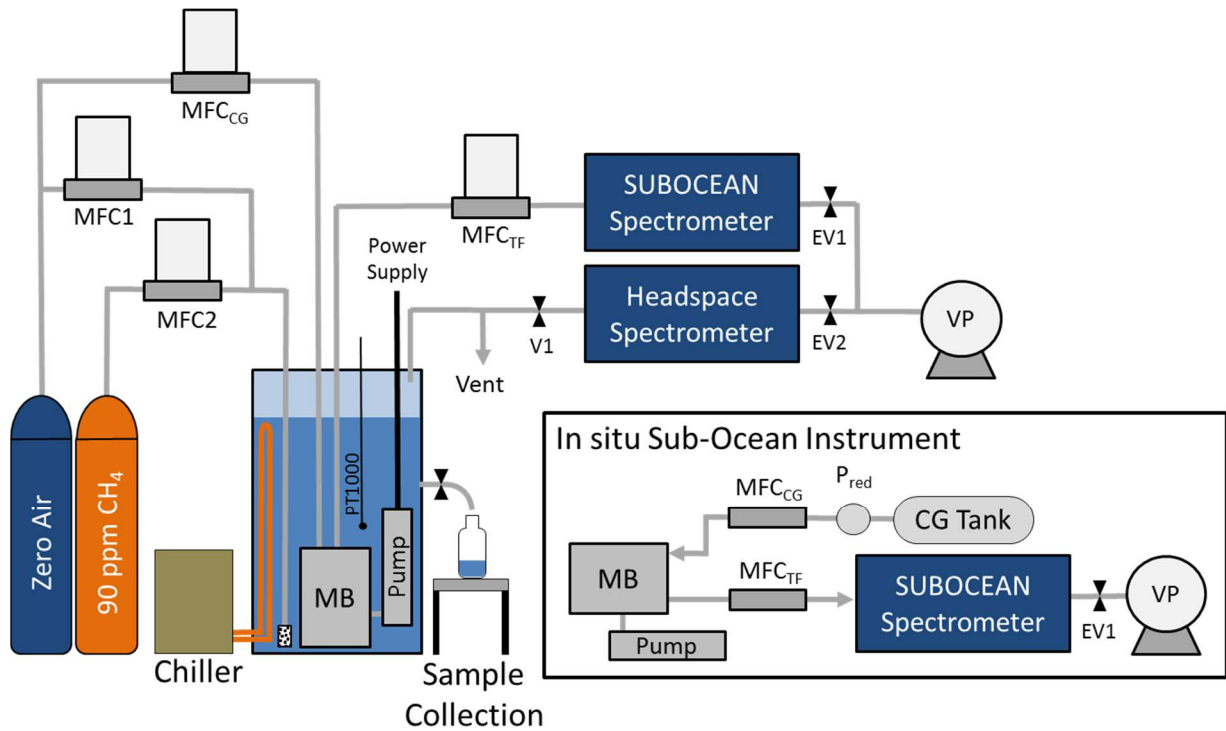 MFC_CG
MFC1
MFC2
MFC_TF
SUBOCEAN
Spectrometer
EV1
Power
Supply
Headspace
Spectrometer
V1
EV2
VP
Vent
Zero Air
90 ppm CH₄
Chiller
PT1000
MB
Pump
Sample
Collection
In situ Sub-Ocean Instrument
MFC_CG
P_red
CG Tank
MB
MFC_TF
SUBOCEAN
Spectrometer
EV1
VP
Pump